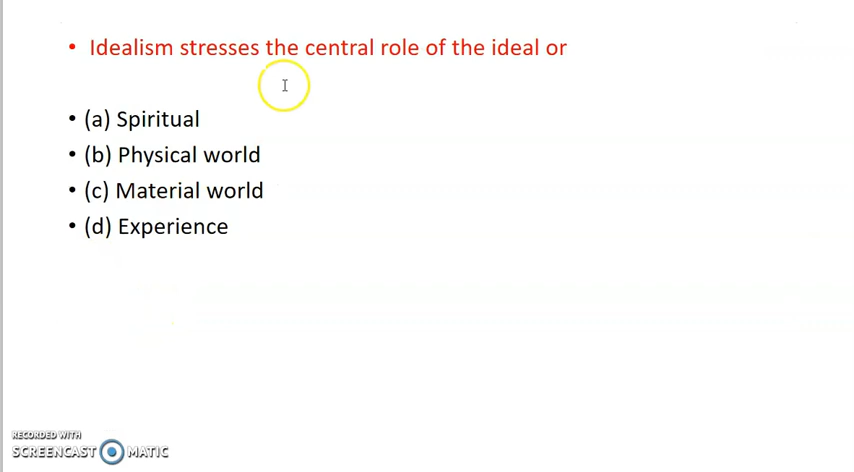 • Idealism stresses the central role of the ideal or
• (a) Spiritual
• (b) Physical world
• (c) Material world
• (d) Experience
RECORDED WITH
SCREENCAST MATIC